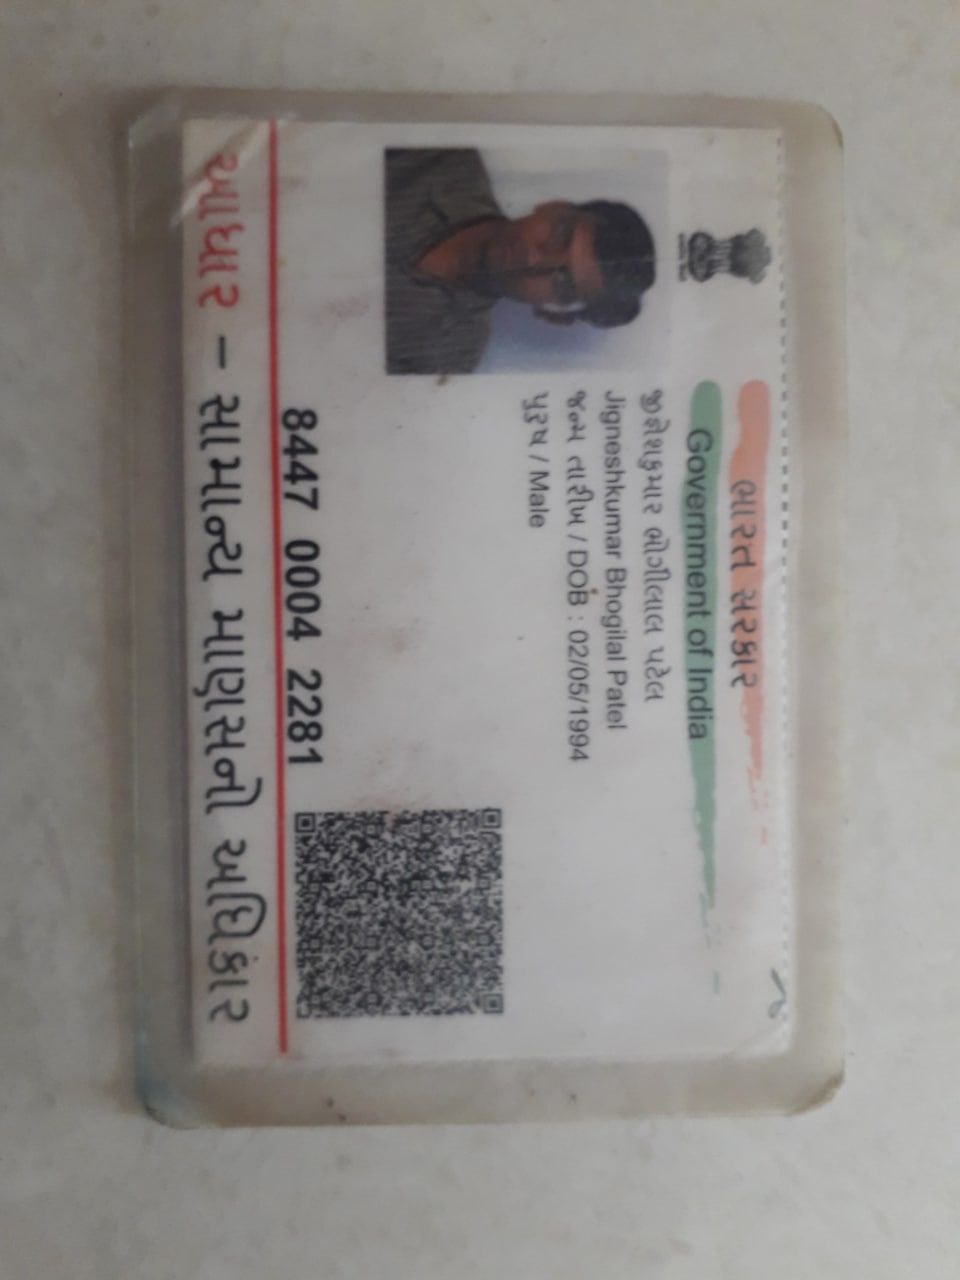 ભારત સરકાર
Government of India
જીજ્ઞેશકુમાર ભોગીલાલ પટેલ
Jigneshkumar Bhogilal Patel
જન્મ તારીખ / DOB : 02/05/1994
પુરુષ / Male
8447 0004 2281
આધાર – સામાન્ય માણસનો અધિકાર